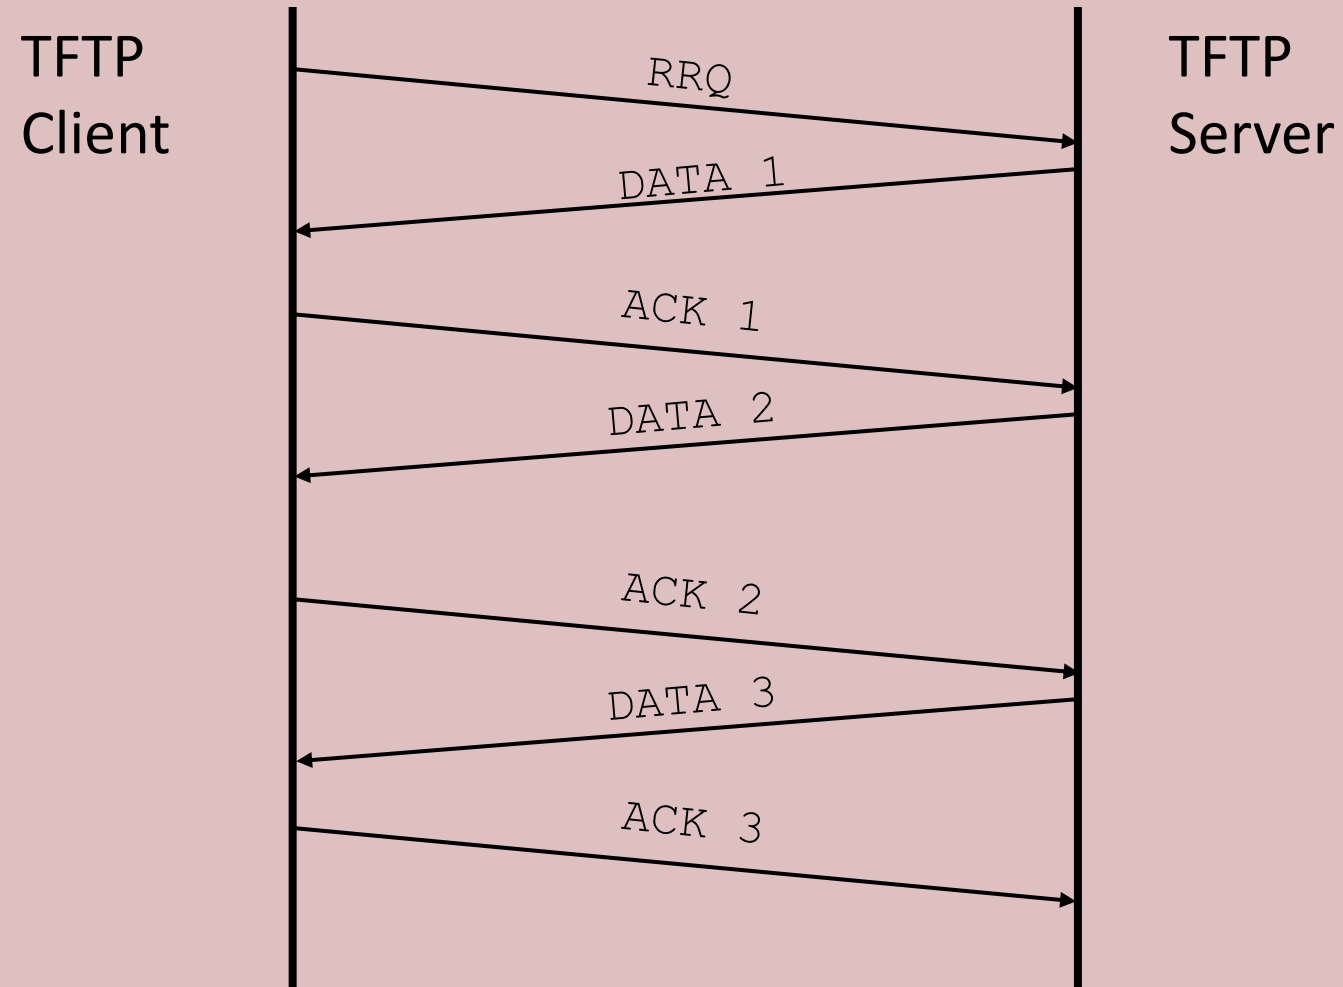 TFTP
Client
TFTP
Server
RRQ
DATA 1
ACK 1
DATA 2
ACK 2
DATA 3
ACK 3